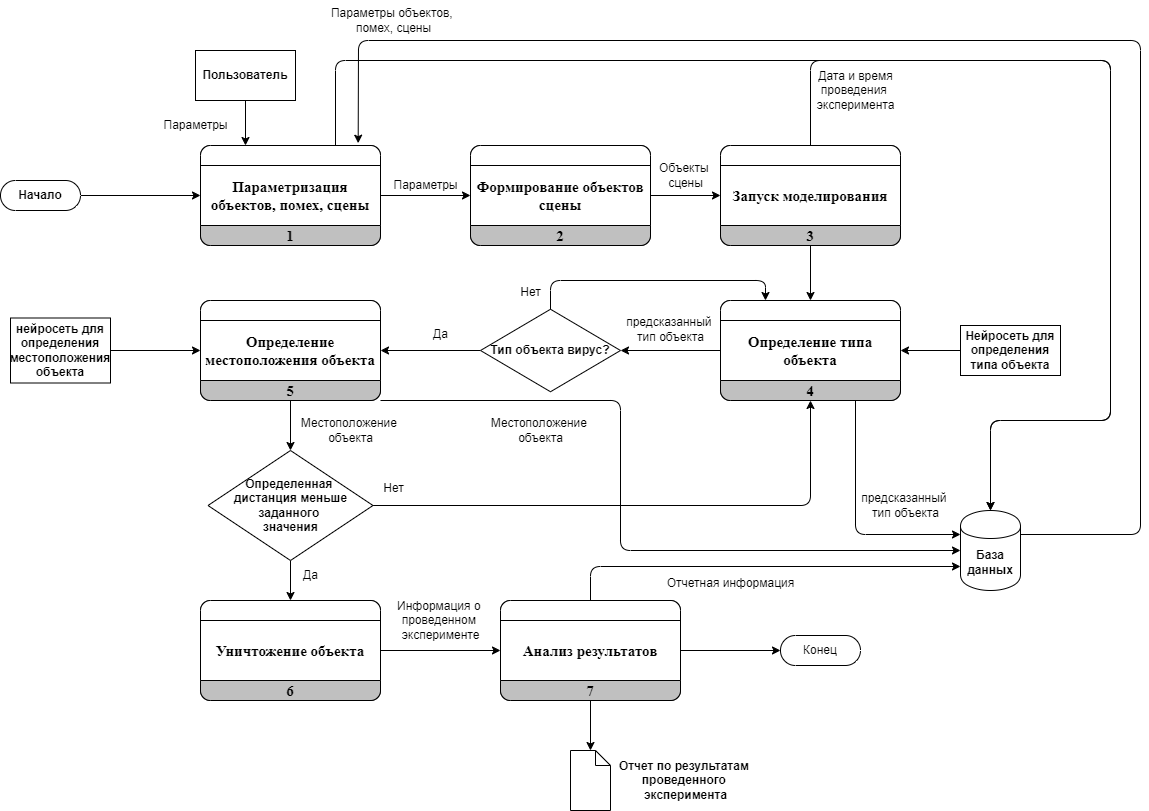 Параметры объектов,
помех, сцены
Пользователь
Дата и время
проведения
эксперимента
Параметры
Начало
Параметризация
объектов, помех, сцены
1
Параметры
Формирование объектов
сцены
2
Объекты
сцены
Запуск моделирования
3
нейросеть для
определения
местоположения
объекта
Определение
местоположения объекта
5
Да
Нет
Тип объекта вирус?
предсказанный
тип объекта
Определение типа
объекта
4
Нейросеть для
определения
типа объекта
Местоположение
объекта
Местоположение
объекта
Определенная
дистанция меньше
заданного
значения
Нет
предсказанный
тип объекта
База
данных
Да
Уничтожение объекта
6
Информация о
проведенном
эксперименте
Отчетная информация
Анализ результатов
7
Конец
Отчет по результатам
проведенного
эксперимента